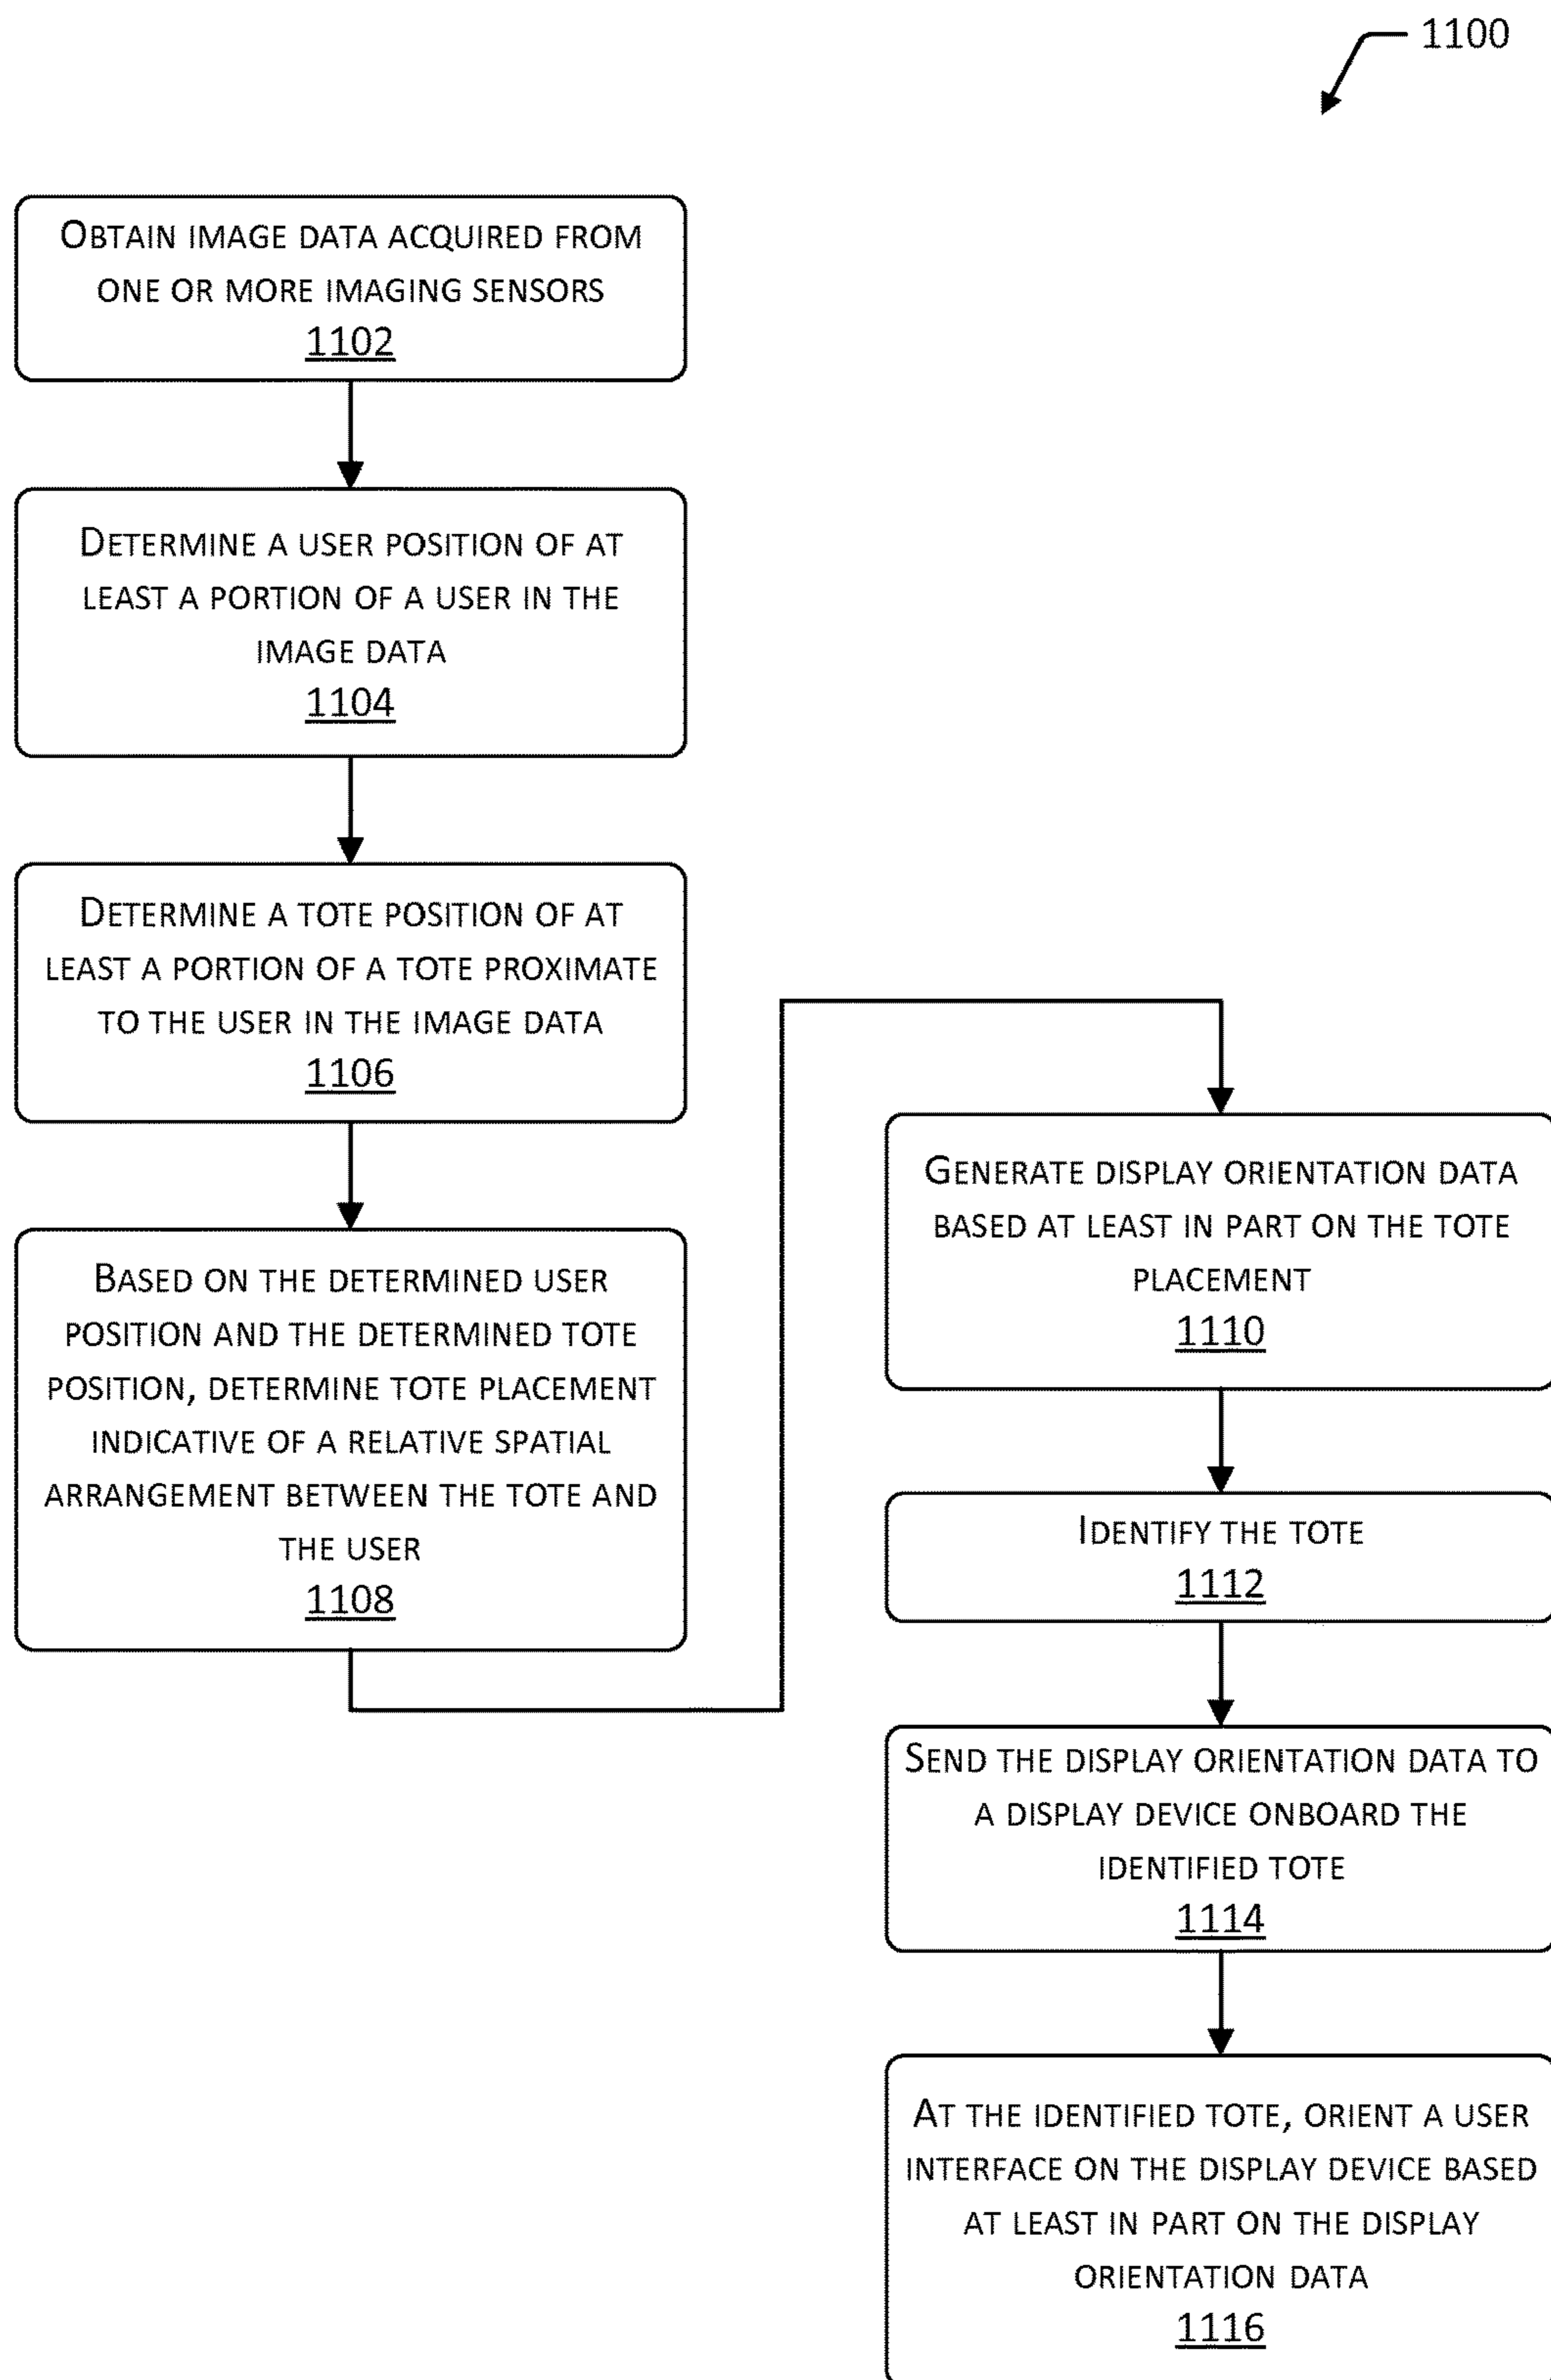 1100
OBTAIN IMAGE DATA ACQUIRED FROM
ONE OR MORE IMAGING SENSORS
1102
DETERMINE A USER POSITION OF AT
LEAST A PORTION OF A USER IN THE
IMAGE DATA
1104
DETERMINE A TOTE POSITION OF AT
LEAST A PORTION OF A TOTE PROXIMATE
TO THE USER IN THE IMAGE DATA
1106
BASED ON THE DETERMINED USER
POSITION AND THE DETERMINED TOTE
POSITION, DETERMINE TOTE PLACEMENT
INDICATIVE OF A RELATIVE SPATIAL
ARRANGEMENT BETWEEN THE TOTE AND
THE USER
1108
GENERATE DISPLAY ORIENTATION DATA
BASED AT LEAST IN PART ON THE TOTE
PLACEMENT
1110
IDENTIFY THE TOTE
1112
SEND THE DISPLAY ORIENTATION DATA TO
A DISPLAY DEVICE ONBOARD THE
IDENTIFIED TOTE
1114
AT THE IDENTIFIED TOTE, ORIENT A USER
INTERFACE ON THE DISPLAY DEVICE BASED
AT LEAST IN PART ON THE DISPLAY
ORIENTATION DATA
1116